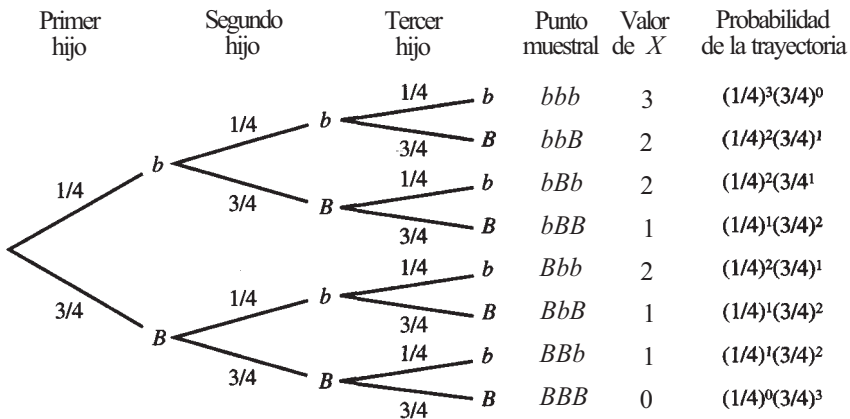 Primer hijo Segundo hijo Tercer hijo Punto muestral Valor de X Probabilidad de la trayectoria
1/4 b bbb 3 (1/4)³(3/4)⁰
1/4 b
3/4 B bbB 2 (1/4)²(3/4)¹
1/4 b
1/4 b bBb 2 (1/4)²(3/4¹
3/4 B
3/4 B bBB 1 (1/4)¹(3/4)²
1/4 b Bbb 2 (1/4)²(3/4)¹
3/4 B
1/4 b
3/4 B BbB 1 (1/4)¹(3/4)²
1/4 b BBb 1 (1/4)¹(3/4)²
3/4 B
3/4 B BBB 0 (1/4)⁰(3/4)³